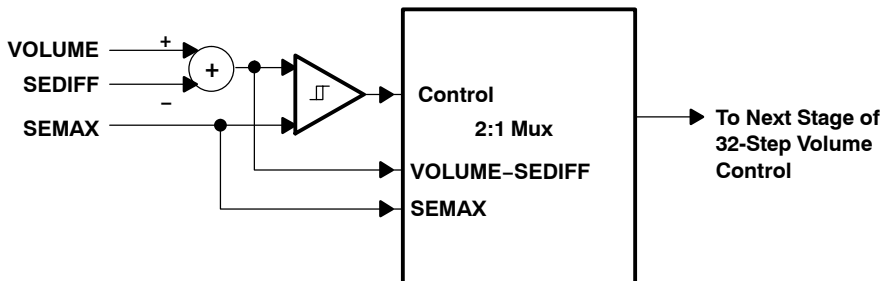 VOLUME
+
SEDIFF
−
+
SEMAX
Control
2:1 Mux
VOLUME−SEDIFF
SEMAX
To Next Stage of
32-Step Volume
Control